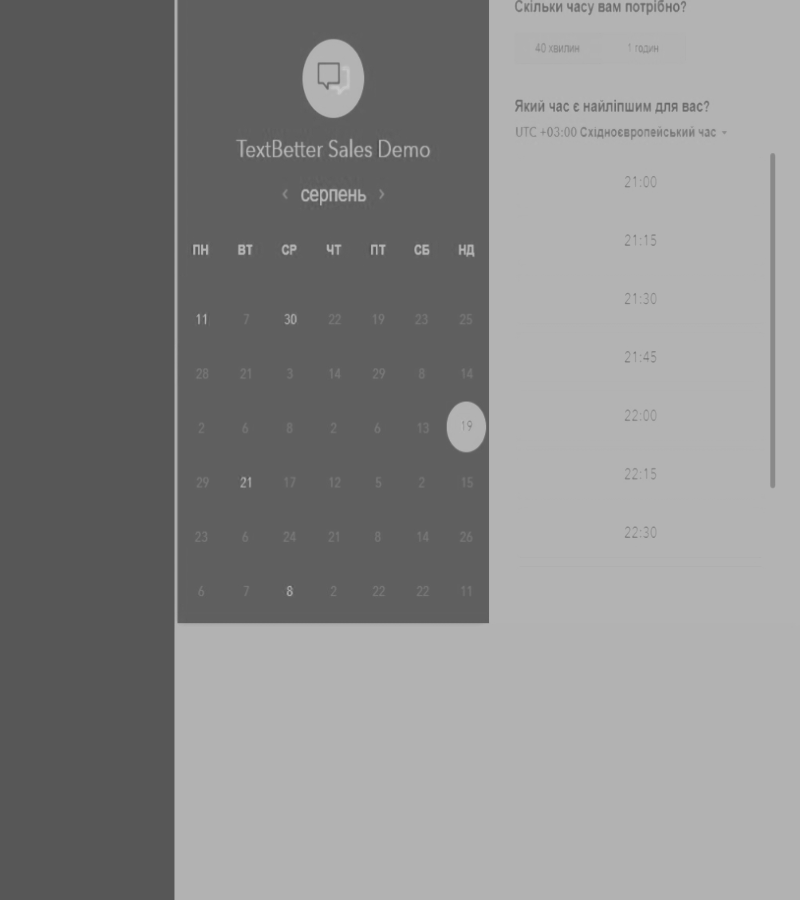 TextBetter Sales Demo
‹ серпень ›
ПН ВТ СР ЧТ ПТ СБ НД
11 7 30 22 19 23 25
28 21 3 14 29 8 14
2 6 8 2 6 13 19
29 21 17 12 5 2 15
23 6 24 21 8 14 26
6 7 8 2 22 22 11
Скільки часу вам потрібно?
40 хвилин 1 годин
Який час є найліпшим для вас?
UTC +03:00 Східноєвропейський час
21:00
21:15
21:30
21:45
22:00
22:15
22:30